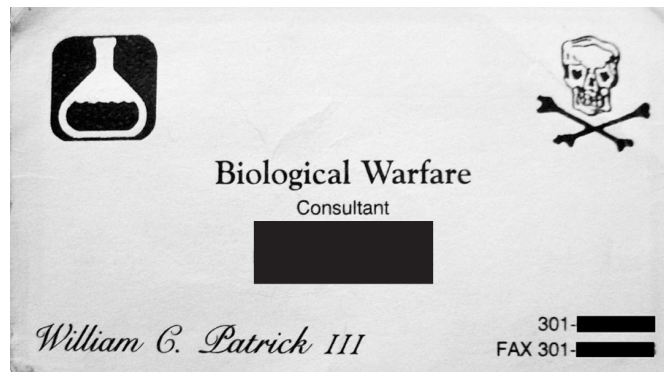 Biological Warfare
Consultant
William C. Patrick III
301-
FAX 301-